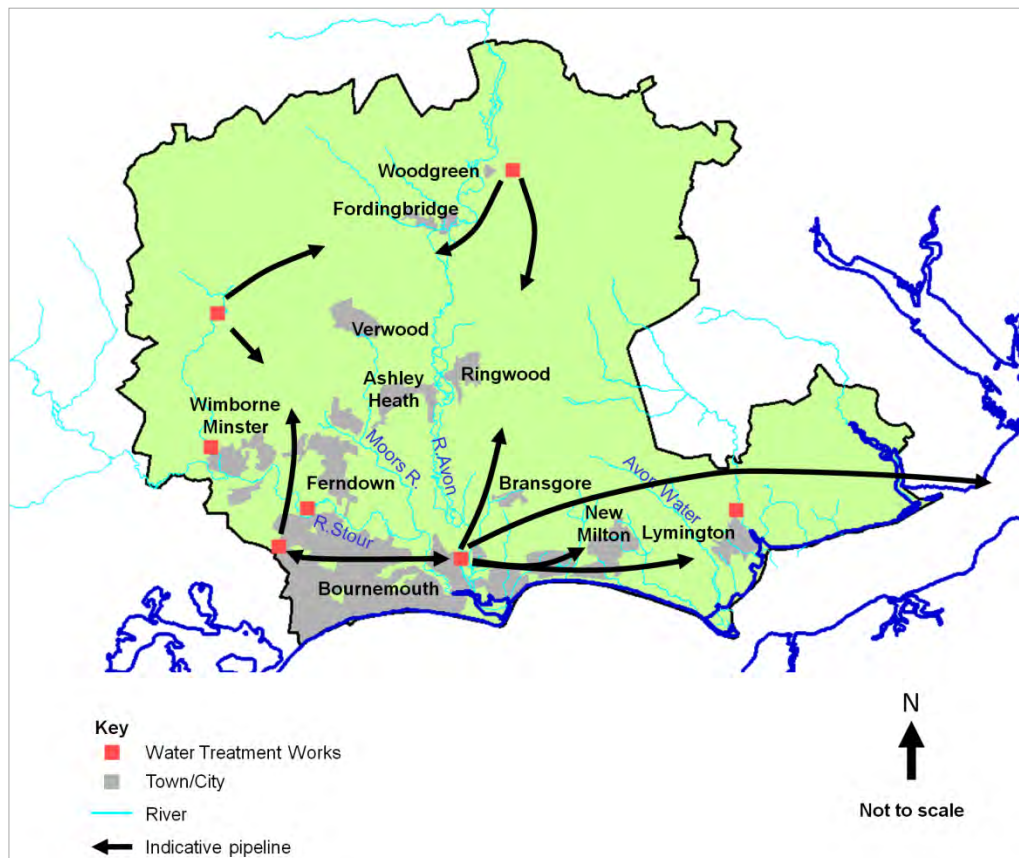 Woodgreen
Fordingbridge
Verwood
Ashley
Heath
Ringwood
Wimborne
Minster
Moors R.
R.Avon
Ferndown
Bransgore
Avon Water
New
Milton
Lymington
R.Stour
Bournemouth
N
Not to scale
Key
Water Treatment Works
Town/City
River
Indicative pipeline